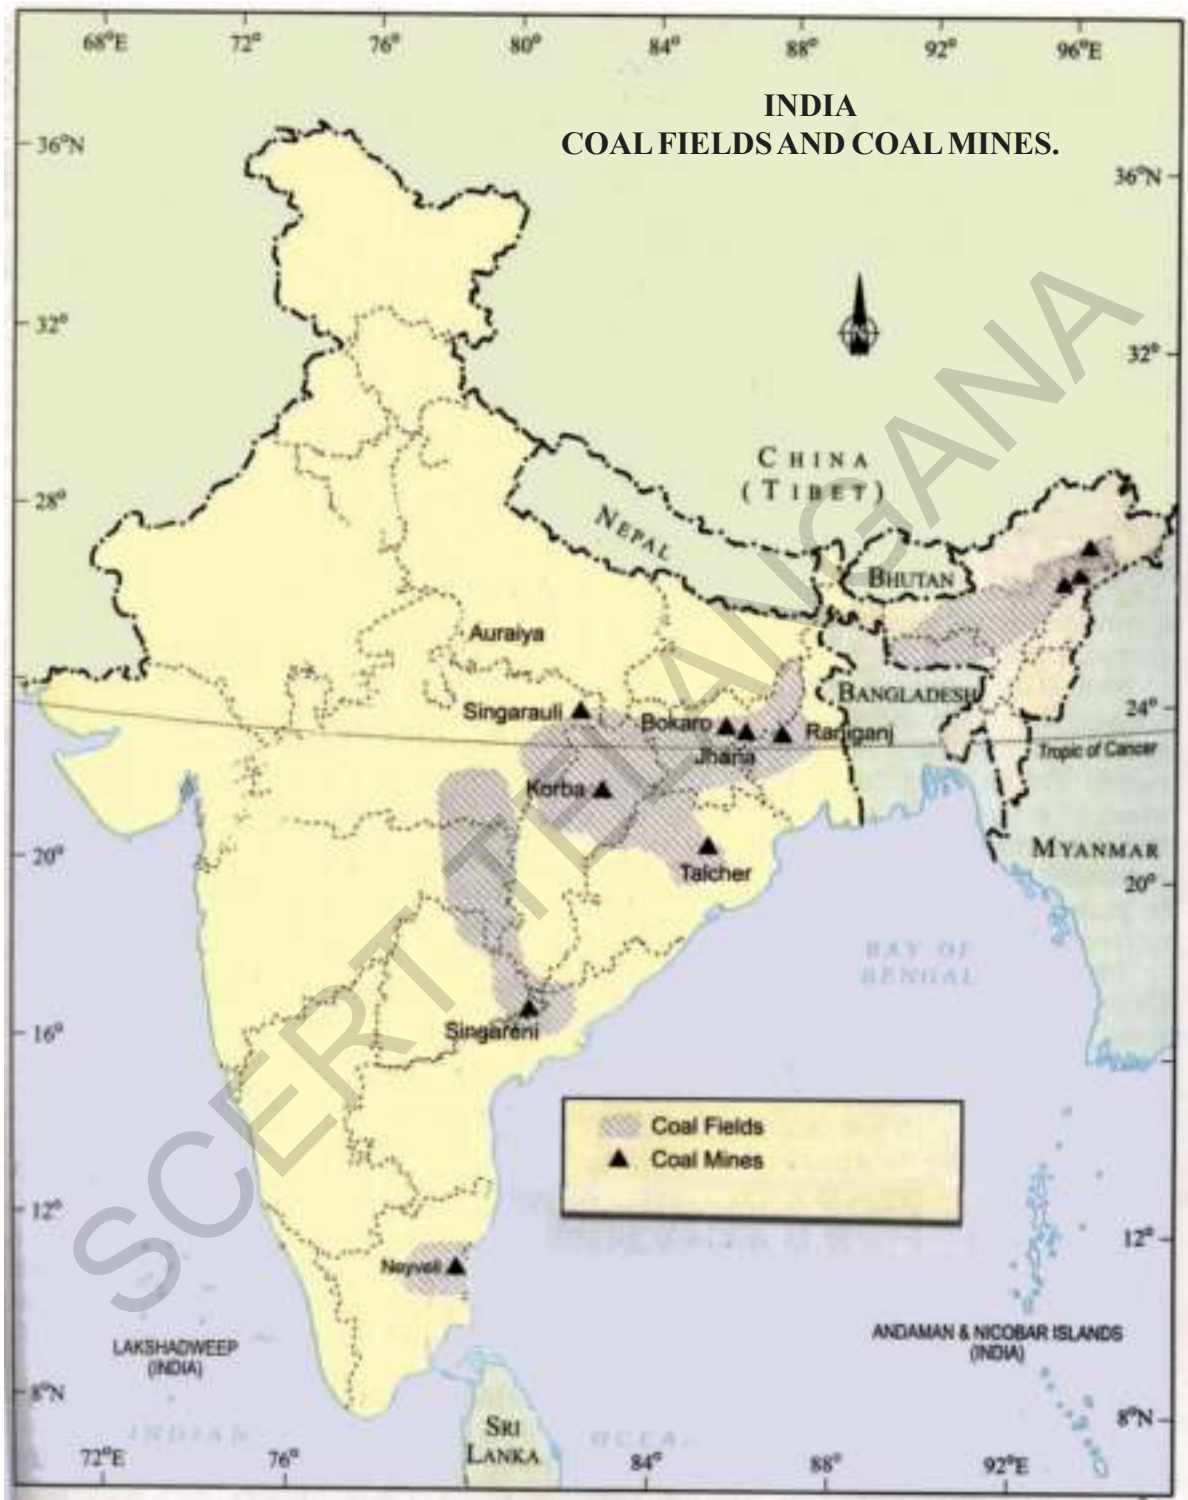 68°E 72° 76° 80° 84° 88° 92° 96°E
INDIA
COAL FIELDS AND COAL MINES.
36°N
36°N
32°
32°
N
CHINA
(TIBET)
28°
NEPAL
BHUTAN
Auraiya
BANGLADESH
24°
Singarauli
Bokaro
Raniganj
Jharia
Tropic of Cancer
Korba
20°
MYANMAR
Talcher
20°
BAY OF
BENGAL
16°
Singareni
Coal Fields
Coal Mines
12°
12°
Neyveli
ANDAMAN & NICOBAR ISLANDS
(INDIA)
LAKSHADWEEP
(INDIA)
8°N
8°N
SRI
LANKA
INDIAN
72°E 76° 84° 88° 92°E
SCERT TELANGANA